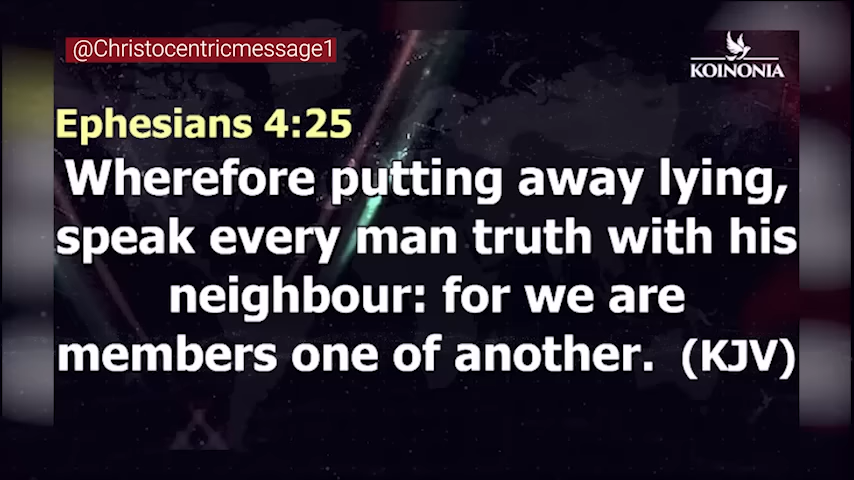 @Christocentricmessage1
KOINONIA
Ephesians 4:25
Wherefore putting away lying,
speak every man truth with his
neighbour: for we are
members one of another. (KJV)